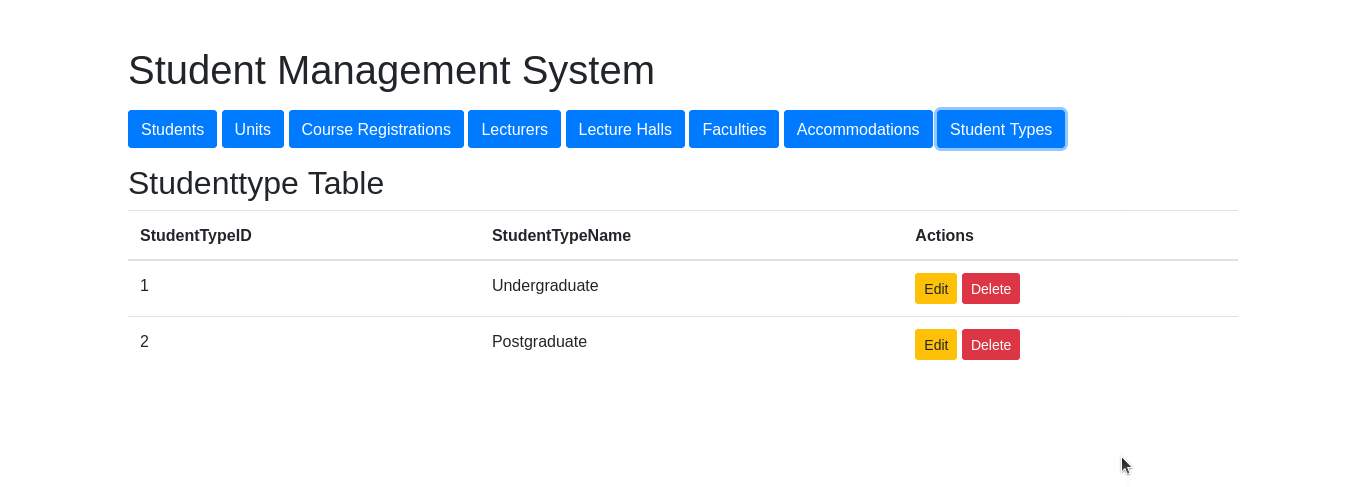 Student Management System
Students Units Course Registrations Lecturers Lecture Halls Faculties Accommodations Student Types
Studenttype Table
StudentTypeID StudentTypeName Actions
1 Undergraduate Edit Delete
2 Postgraduate Edit Delete